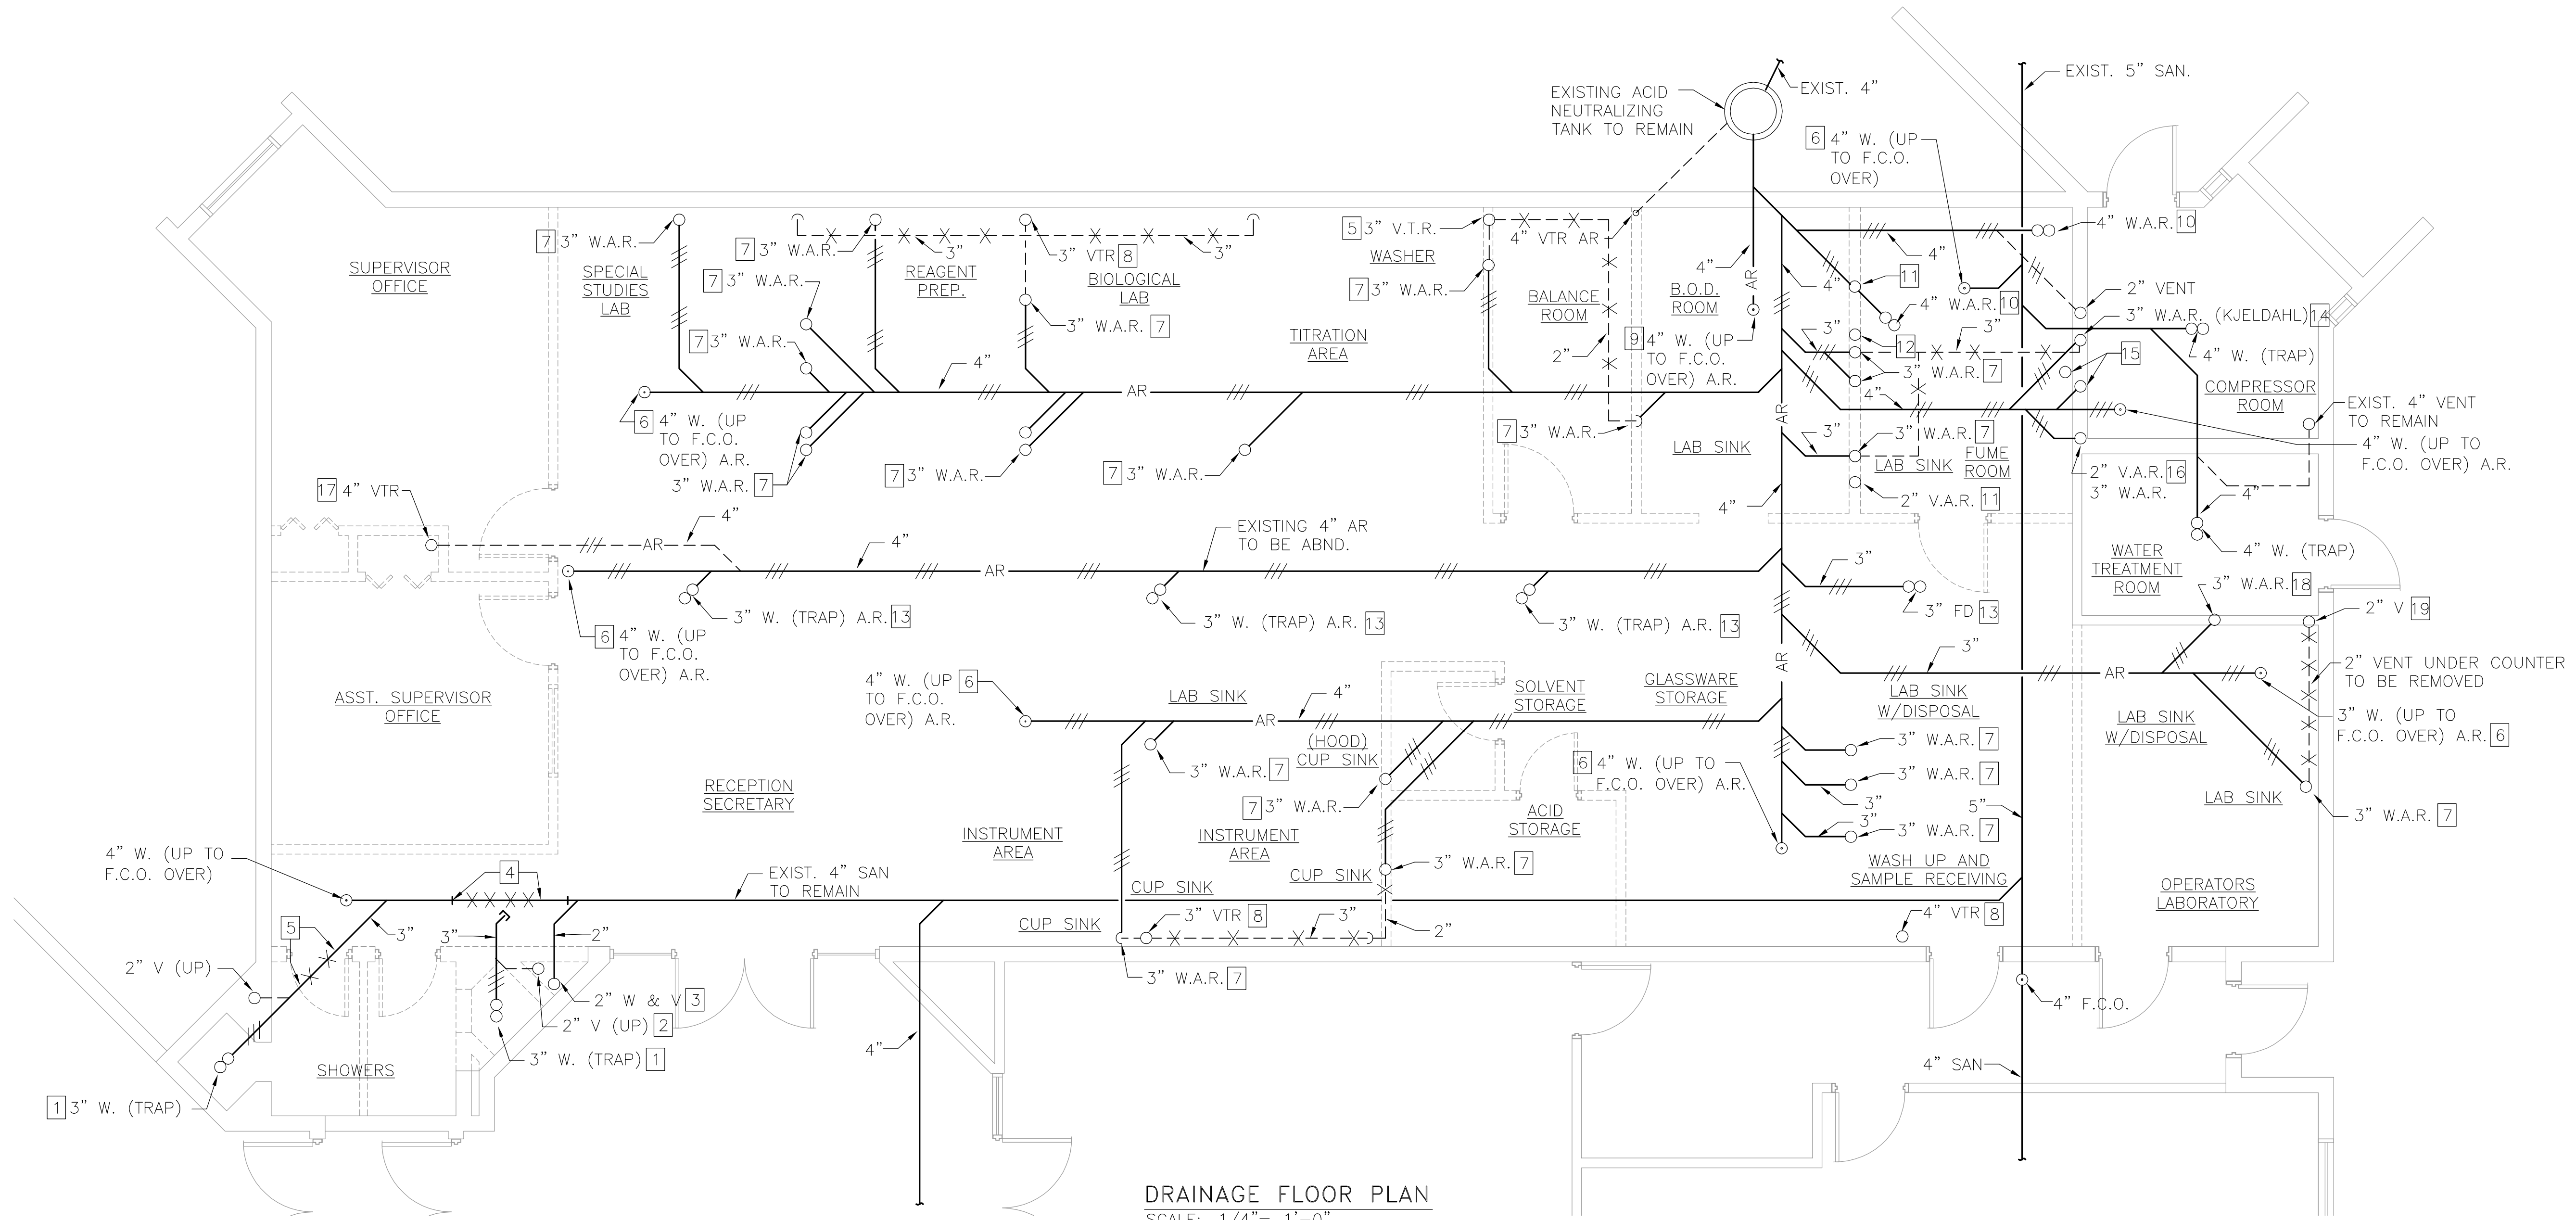 EXIST. 5” SAN.
EXISTING ACID
NEUTRALIZING
TANK TO REMAIN
EXIST. 4”
6 4” W. (UP
TO F.C.O.
OVER)
7 3” W.A.R.
7 3” W.A.R.
3”
3” VTR 8
3”
5 3” V.T.R.
4” VTR AR
4” W.A.R. 10
SUPERVISOR
OFFICE
SPECIAL
STUDIES
LAB
7 3” W.A.R.
REAGENT
PREP.
BIOLOGICAL
LAB
WASHER
7 3” W.A.R.
BALANCE
ROOM
4”
AR
B.O.D.
ROOM
4”
4”
11
4” W.A.R. 10
2” VENT
3” W.A.R. (KJELDAHL) 14
3” W.A.R. 7
TITRATION
AREA
7 3” W.A.R.
9 4” W. (UP
TO F.C.O.
OVER) A.R.
2”
3”
12
3”
3” W.A.R. 7
15
4” W. (TRAP)
COMPRESSOR
ROOM
4”
AR
4”
6 4” W. (UP
TO F.C.O.
OVER) A.R.
3” W.A.R. 7
7 3” W.A.R.
7 3” W.A.R.
7 3” W.A.R.
AR
LAB SINK
3”
3” W.A.R. 7
LAB SINK
FUME
ROOM
2” V.A.R. 11
EXIST. 4” VENT
TO REMAIN
4” W. (UP TO
F.C.O. OVER) A.R.
2” V.A.R. 16
3” W.A.R.
17 4” VTR
4”
AR
4”
AR
EXISTING 4” AR
TO BE ABND.
4”
4”
4” W. (TRAP)
WATER
TREATMENT
ROOM
3” W.A.R. 18
2” V 19
3”
3” FD 13
3” W. (TRAP) A.R. 13
3” W. (TRAP) A.R. 13
3” W. (TRAP) A.R. 13
6 4” W. (UP
TO F.C.O.
OVER) A.R.
AR
3”
AR
2” VENT UNDER COUNTER
TO BE REMOVED
ASST. SUPERVISOR
OFFICE
4” W. (UP 6
TO F.C.O.
OVER) A.R.
LAB SINK
4”
AR
SOLVENT
STORAGE
GLASSWARE
STORAGE
LAB SINK
W/DISPOSAL
LAB SINK
W/DISPOSAL
3” W. (UP TO
F.C.O. OVER) A.R. 6
(HOOD)
CUP SINK
3” W.A.R. 7
7 3” W.A.R.
6 4” W. (UP TO
F.C.O. OVER) A.R.
3” W.A.R. 7
3” W.A.R. 7
3”
3”
3” W.A.R. 7
5”
LAB SINK
3” W.A.R. 7
RECEPTION
SECRETARY
INSTRUMENT
AREA
INSTRUMENT
AREA
ACID
STORAGE
4” W. (UP TO
F.C.O. OVER)
4
EXIST. 4” SAN
TO REMAIN
CUP SINK
CUP SINK
3” W.A.R. 7
WASH UP AND
SAMPLE RECEIVING
OPERATORS
LABORATORY
5
3”
3”
2”
CUP SINK
3” VTR 8
3”
2”
4” VTR 8
2” V (UP)
3” W.A.R. 7
2” W & V 3
2” V (UP) 2
3” W. (TRAP) 1
4” F.C.O.
4”
4” SAN
SHOWERS
1 3” W. (TRAP)
DRAINAGE FLOOR PLAN
SCALE: 1/4”= 1'-0”